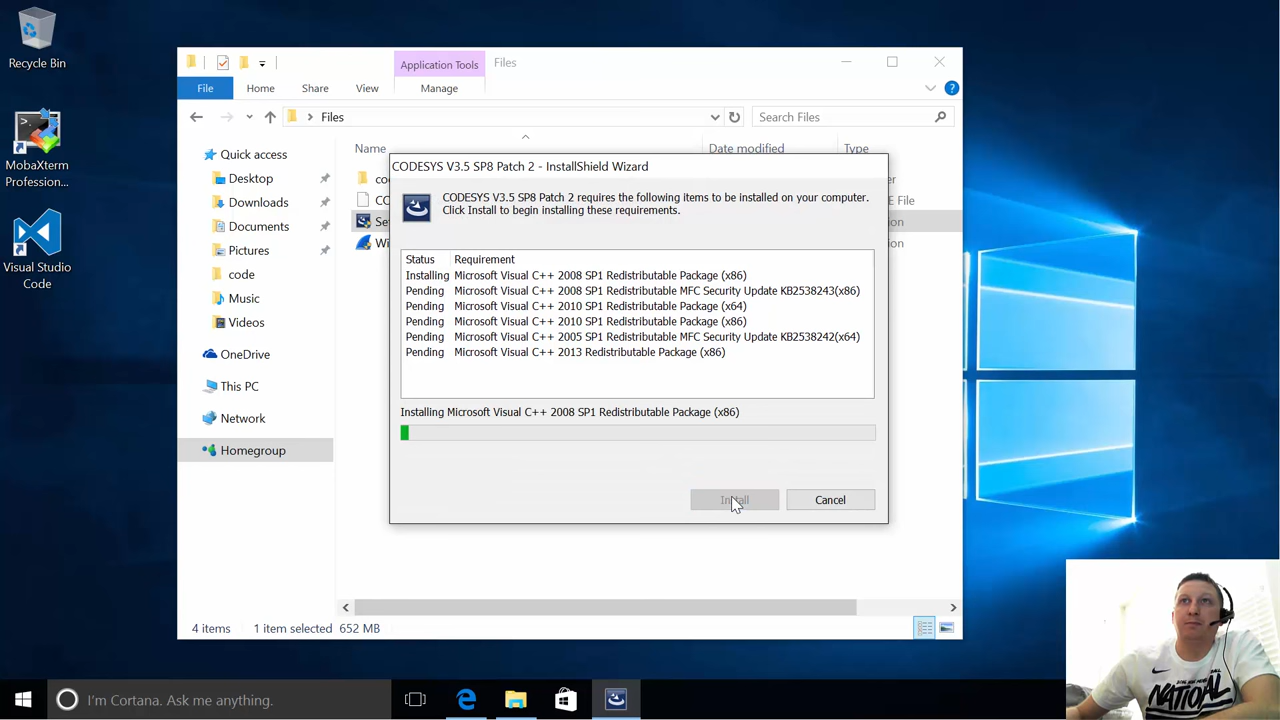 Recycle Bin
MobaXterm
Profession...
Visual Studio
Code
Application Tools
Files
File
Home
Share
View
Manage
Files
Search Files
Quick access
Desktop
Downloads
Documents
Pictures
code
Music
Videos
OneDrive
This PC
Network
Homegroup
Name
Date modified
Type
CODESYS V3.5 SP8 Patch 2 - InstallShield Wizard
CODESYS V3.5 SP8 Patch 2 requires the following items to be installed on your computer.
Click Install to begin installing these requirements.
Status Requirement
Installing Microsoft Visual C++ 2008 SP1 Redistributable Package (x86)
Pending Microsoft Visual C++ 2008 SP1 Redistributable MFC Security Update KB2538243(x86)
Pending Microsoft Visual C++ 2010 SP1 Redistributable Package (x64)
Pending Microsoft Visual C++ 2010 SP1 Redistributable Package (x86)
Pending Microsoft Visual C++ 2005 SP1 Redistributable MFC Security Update KB2538242(x64)
Pending Microsoft Visual C++ 2013 Redistributable Package (x86)
Installing Microsoft Visual C++ 2008 SP1 Redistributable Package (x86)
Install
Cancel
4 items 1 item selected 652 MB
I'm Cortana. Ask me anything.
NATIONAL